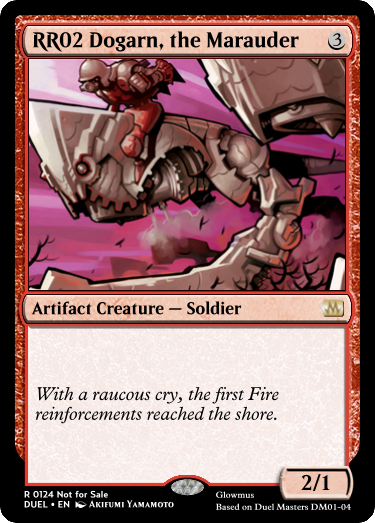 RR02 Dogarn, the Marauder 3
Artifact Creature — Soldier
With a raucous cry, the first Fire
reinforcements reached the shore.
2/1
R 0124 Not for Sale
DUEL • EN AKIFUMI YAMAMOTO
Glowmus
Based on Duel Masters DM01-04